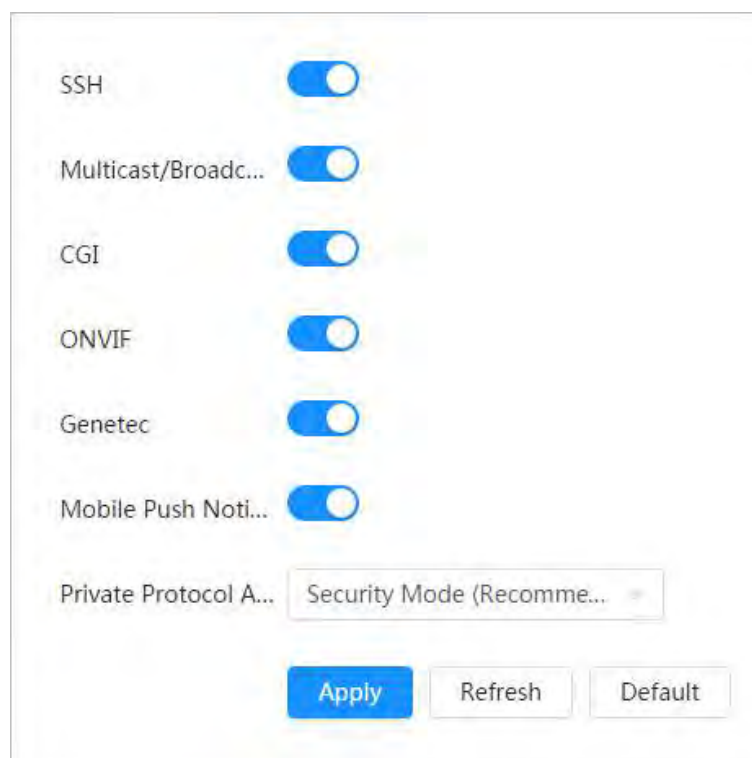 SSH
Multicast/Broadc...
CGI
ONVIF
Genetec
Mobile Push Noti...
Private Protocol A... Security Mode (Recomme...
Apply Refresh Default